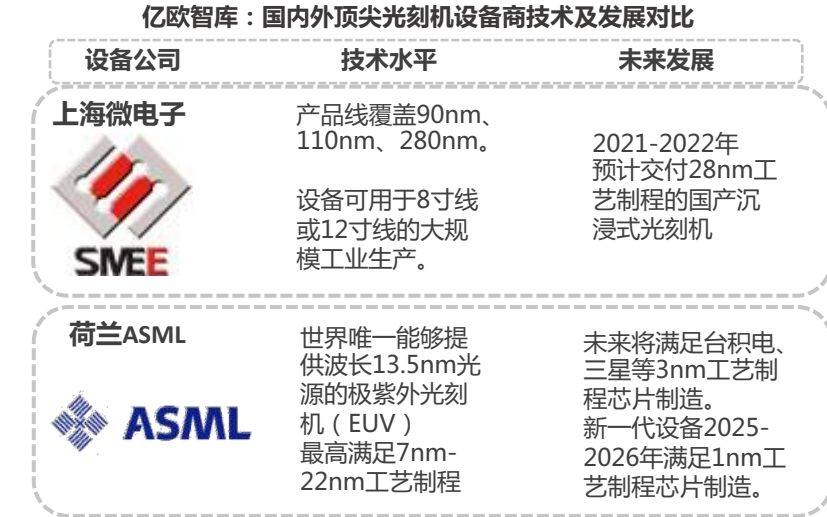 亿欧智库：国内外顶尖光刻机设备商技术及发展对比
设备公司 技术水平 未来发展
上海微电子
SMEE
产品线覆盖90nm、
110nm、280nm。
设备可用于8寸线
或12寸线的大规
模工业生产。
2021-2022年
预计交付28nm工
艺制程的国产沉
浸式光刻机
荷兰ASML
ASML
世界唯一能够提
供波长13.5nm光
源的极紫外光刻
机（EUV）
最高满足7nm-
22nm工艺制程
未来将满足台积电、
三星等3nm工艺制
程芯片制造。
新一代设备2025-
2026年满足1nm工
艺制程芯片制造。